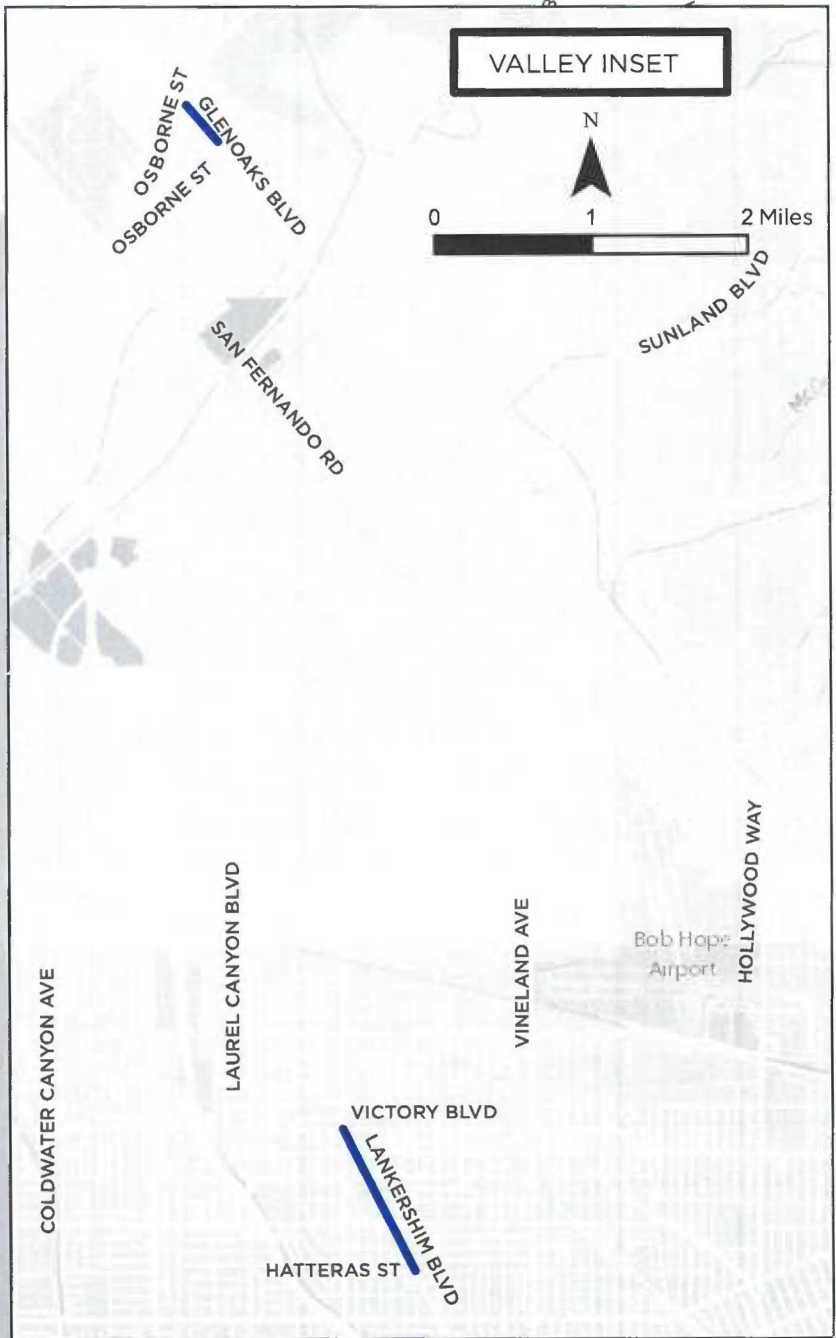 VALLEY INSET
N
0 1 2 Miles
OSBORNE ST
GLENOAKS BLVD
OSBORNE ST
SUNLAND BLVD
SAN FERNANDO RD
HOLLYWOOD WAY
LAUREL CANYON BLVD
VINELAND AVE
Bob Hope
Airport
COLDWATER CANYON AVE
VICTORY BLVD
LANKERSHIM BLVD
HATTERAS ST